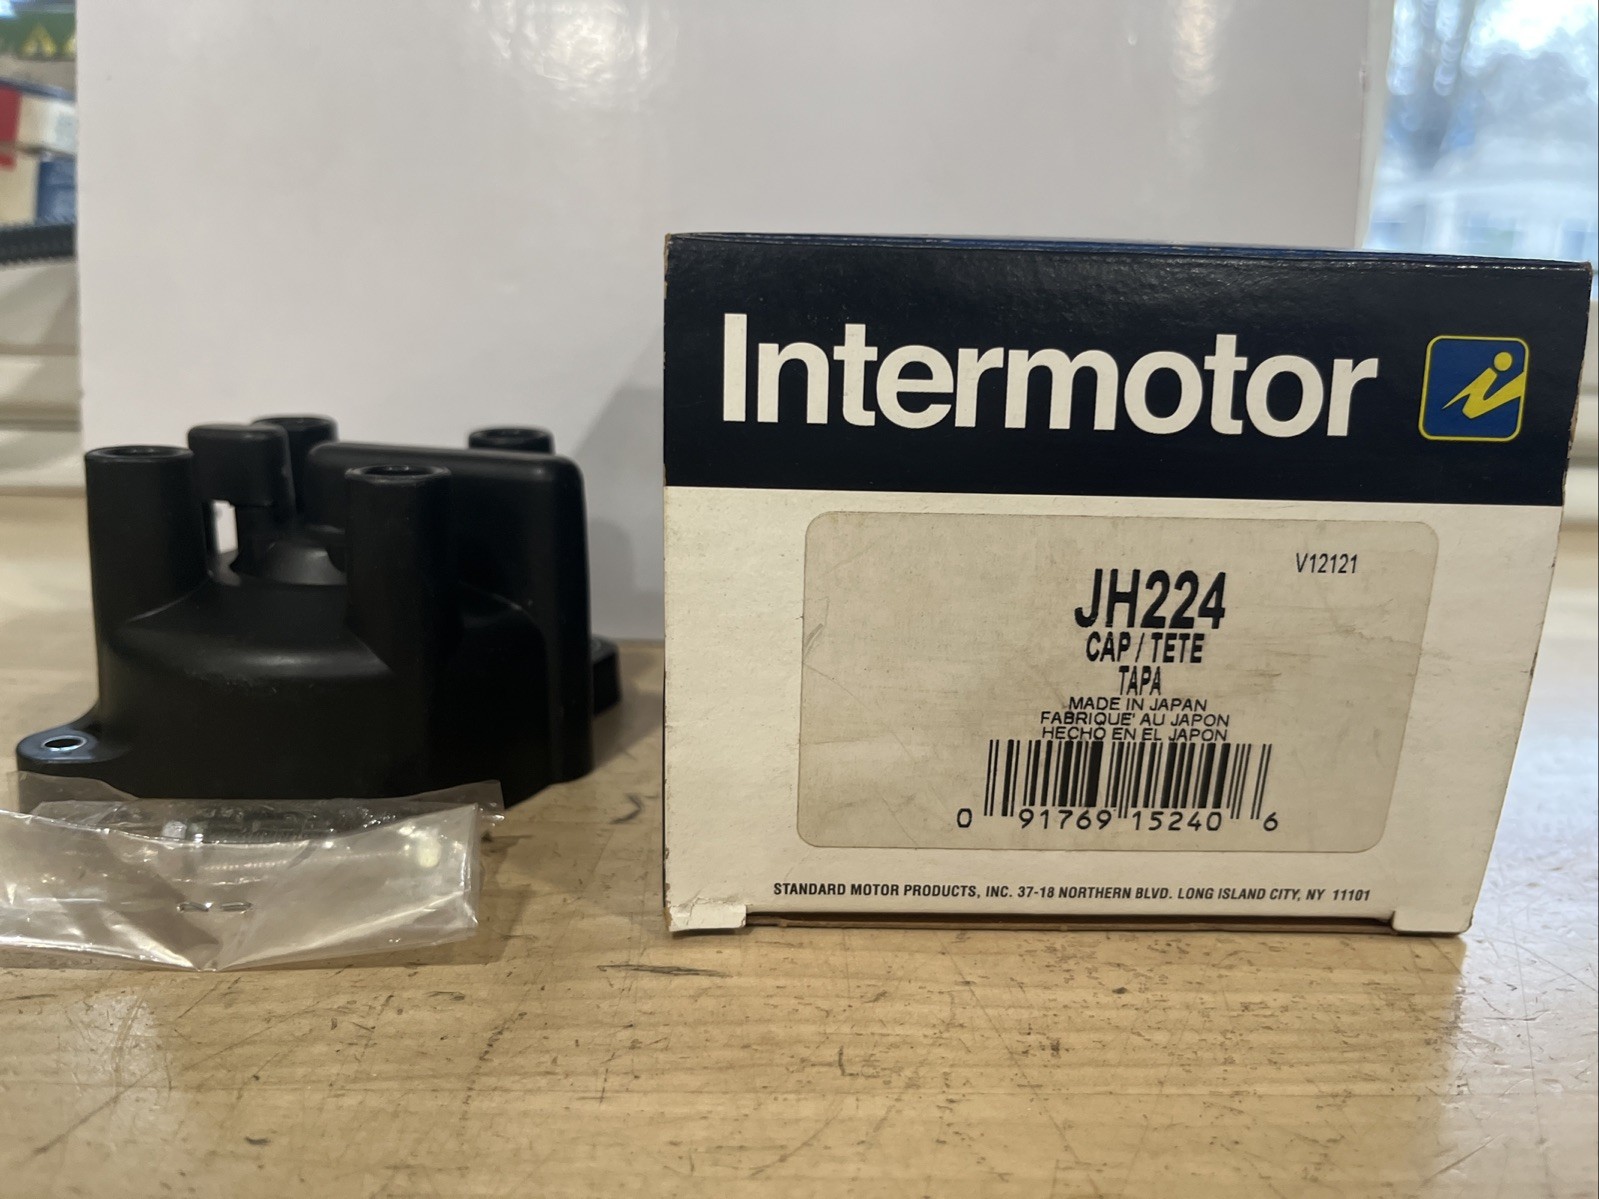 Intermotor
V12121
JH224
CAP / TETE
TAPA
MADE IN JAPAN
FABRIQUE' AU JAPON
HECHO EN EL JAPON
0 91769 15240 6
STANDARD MOTOR PRODUCTS, INC. 37-18 NORTHERN BLVD. LONG ISLAND CITY, NY 11101